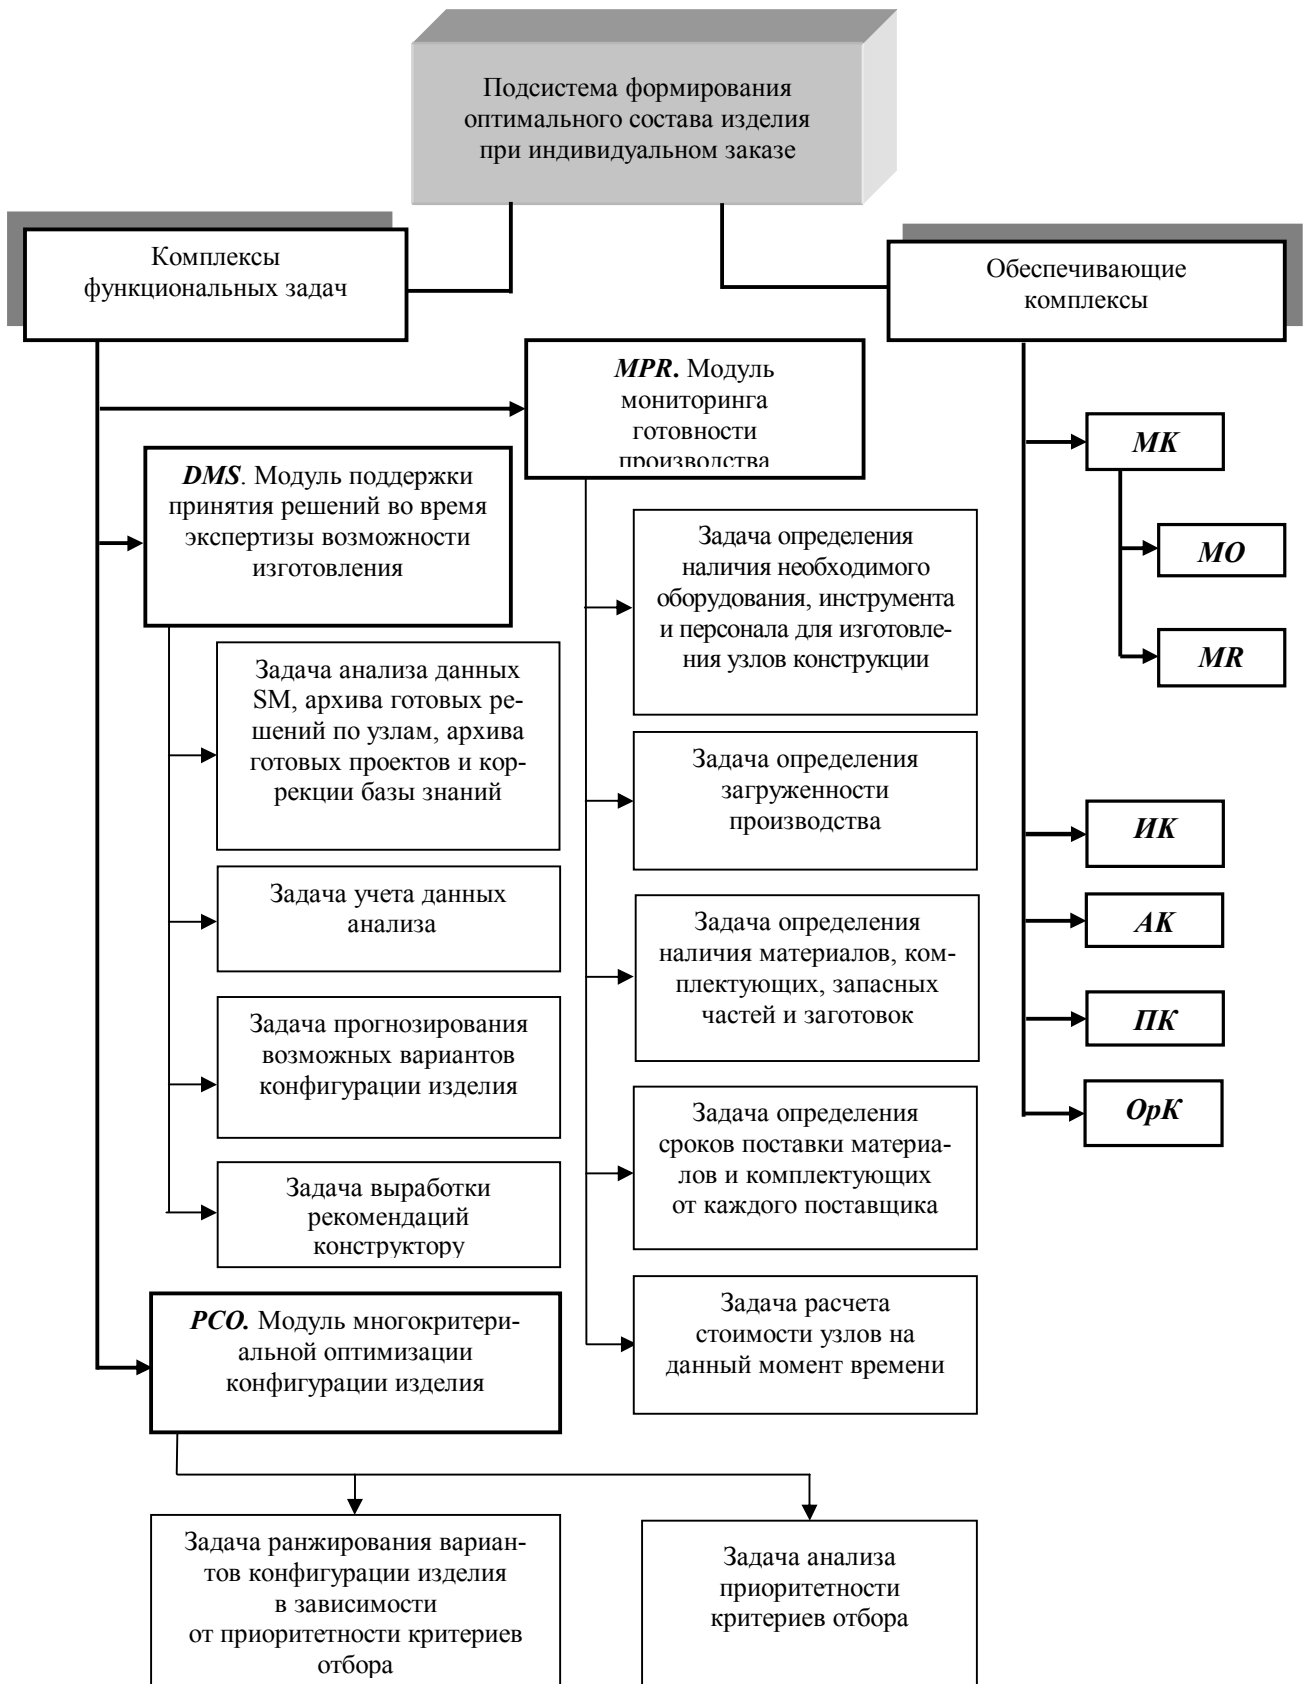 Подсистема формирования
оптимального состава изделия
при индивидуальном заказе
Комплексы
функциональных задач
Обеспечивающие
комплексы
MPR. Модуль
мониторинга
готовности
производства
DMS. Модуль поддержки
принятия решений во время
экспертизы возможности
изготовления
Задача анализа данных
SM, архива готовых ре-
шений по узлам, архива
готовых проектов и кор-
рекции базы знаний
Задача учета данных
анализа
Задача прогнозирования
возможных вариантов
конфигурации изделия
Задача выработки
рекомендаций
конструктору
Задача определения
наличия необходимого
оборудования, инструмента
и персонала для изготовле-
ния узлов конструкции
Задача определения
загруженности
производства
Задача определения
наличия материалов, ком-
плектующих, запасных
частей и заготовок
Задача определения
сроков поставки материа-
лов и комплектующих
от каждого поставщика
Задача расчета
стоимости узлов на
данный момент времени
МК
МО
MR
ИК
АК
ПК
ОрК
PCO. Модуль многокритери-
альной оптимизации
конфигурации изделия
Задача ранжирования вариан-
тов конфигурации изделия
в зависимости
от приоритетности критериев
отбора
Задача анализа
приоритетности
критериев отбора